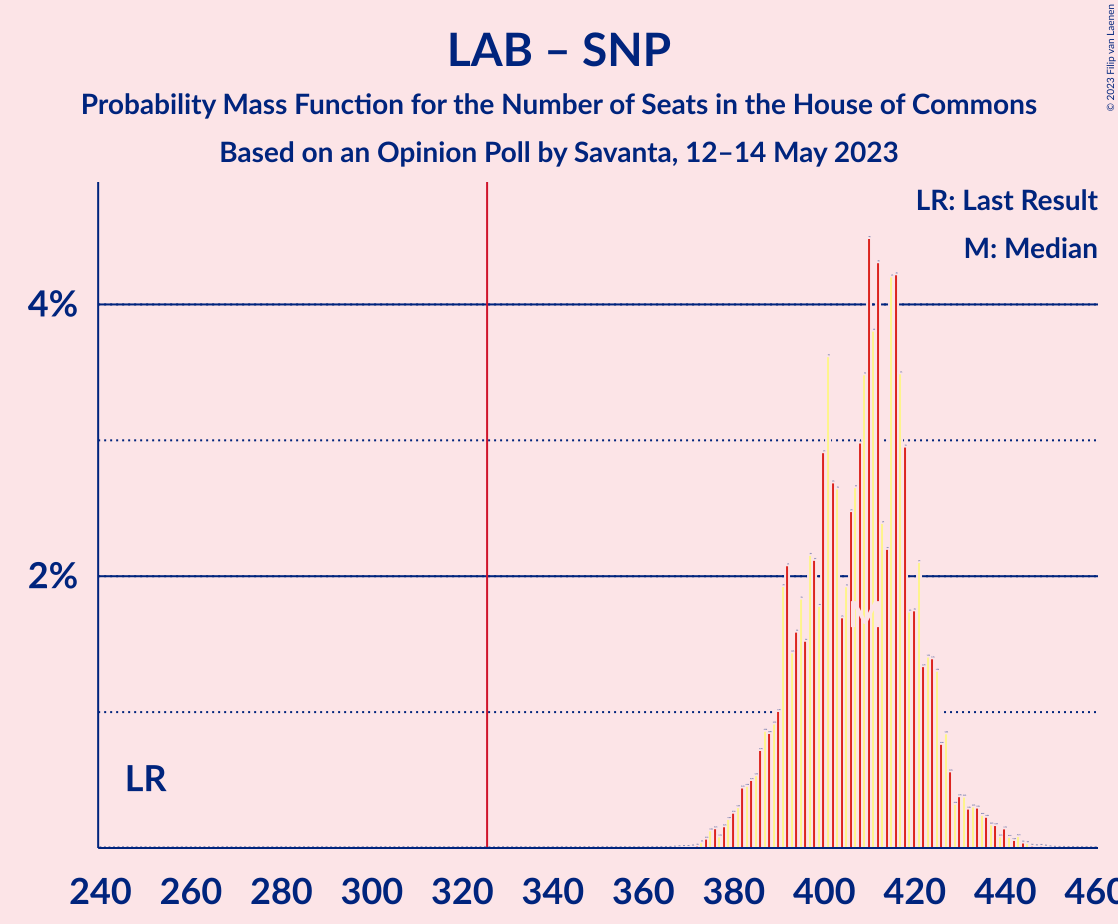 LAB – SNP
Probability Mass Function for the Number of Seats in the House of Commons
Based on an Opinion Poll by Savanta, 12–14 May 2023
© 2023 Filip van Laenen
LR: Last Result
M: Median
4%
2%
M
LR
240 260 280 300 320 340 360 380 400 420 440 460